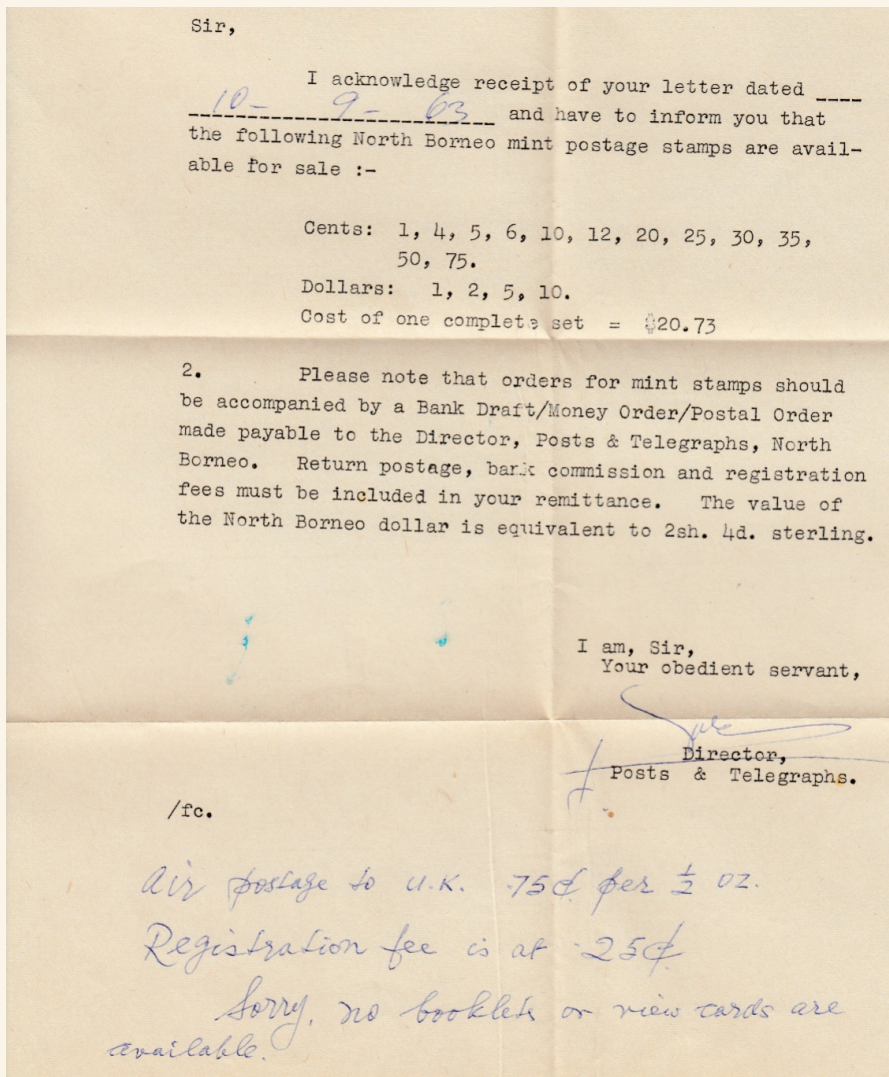 Sir,
I acknowledge receipt of your letter dated ----
10- 9- 63 and have to inform you that
the following North Borneo mint postage stamps are avail-
able for sale :-
Cents: 1, 4, 5, 6, 10, 12, 20, 25, 30, 35,
50, 75.
Dollars: 1, 2, 5, 10.
Cost of one complete set = $20.73
2. Please note that orders for mint stamps should
be accompanied by a Bank Draft/Money Order/Postal Order
made payable to the Director, Posts & Telegraphs, North
Borneo. Return postage, bank commission and registration
fees must be included in your remittance. The value of
the North Borneo dollar is equivalent to 2sh. 4d. sterling.
I am, Sir,
Your obedient servant,
Director,
Posts & Telegraphs.
/fc.
Air postage to U.K. .75¢ per ½ oz.
Registration fee is at .25¢
Sorry, no booklets or view cards are
available.